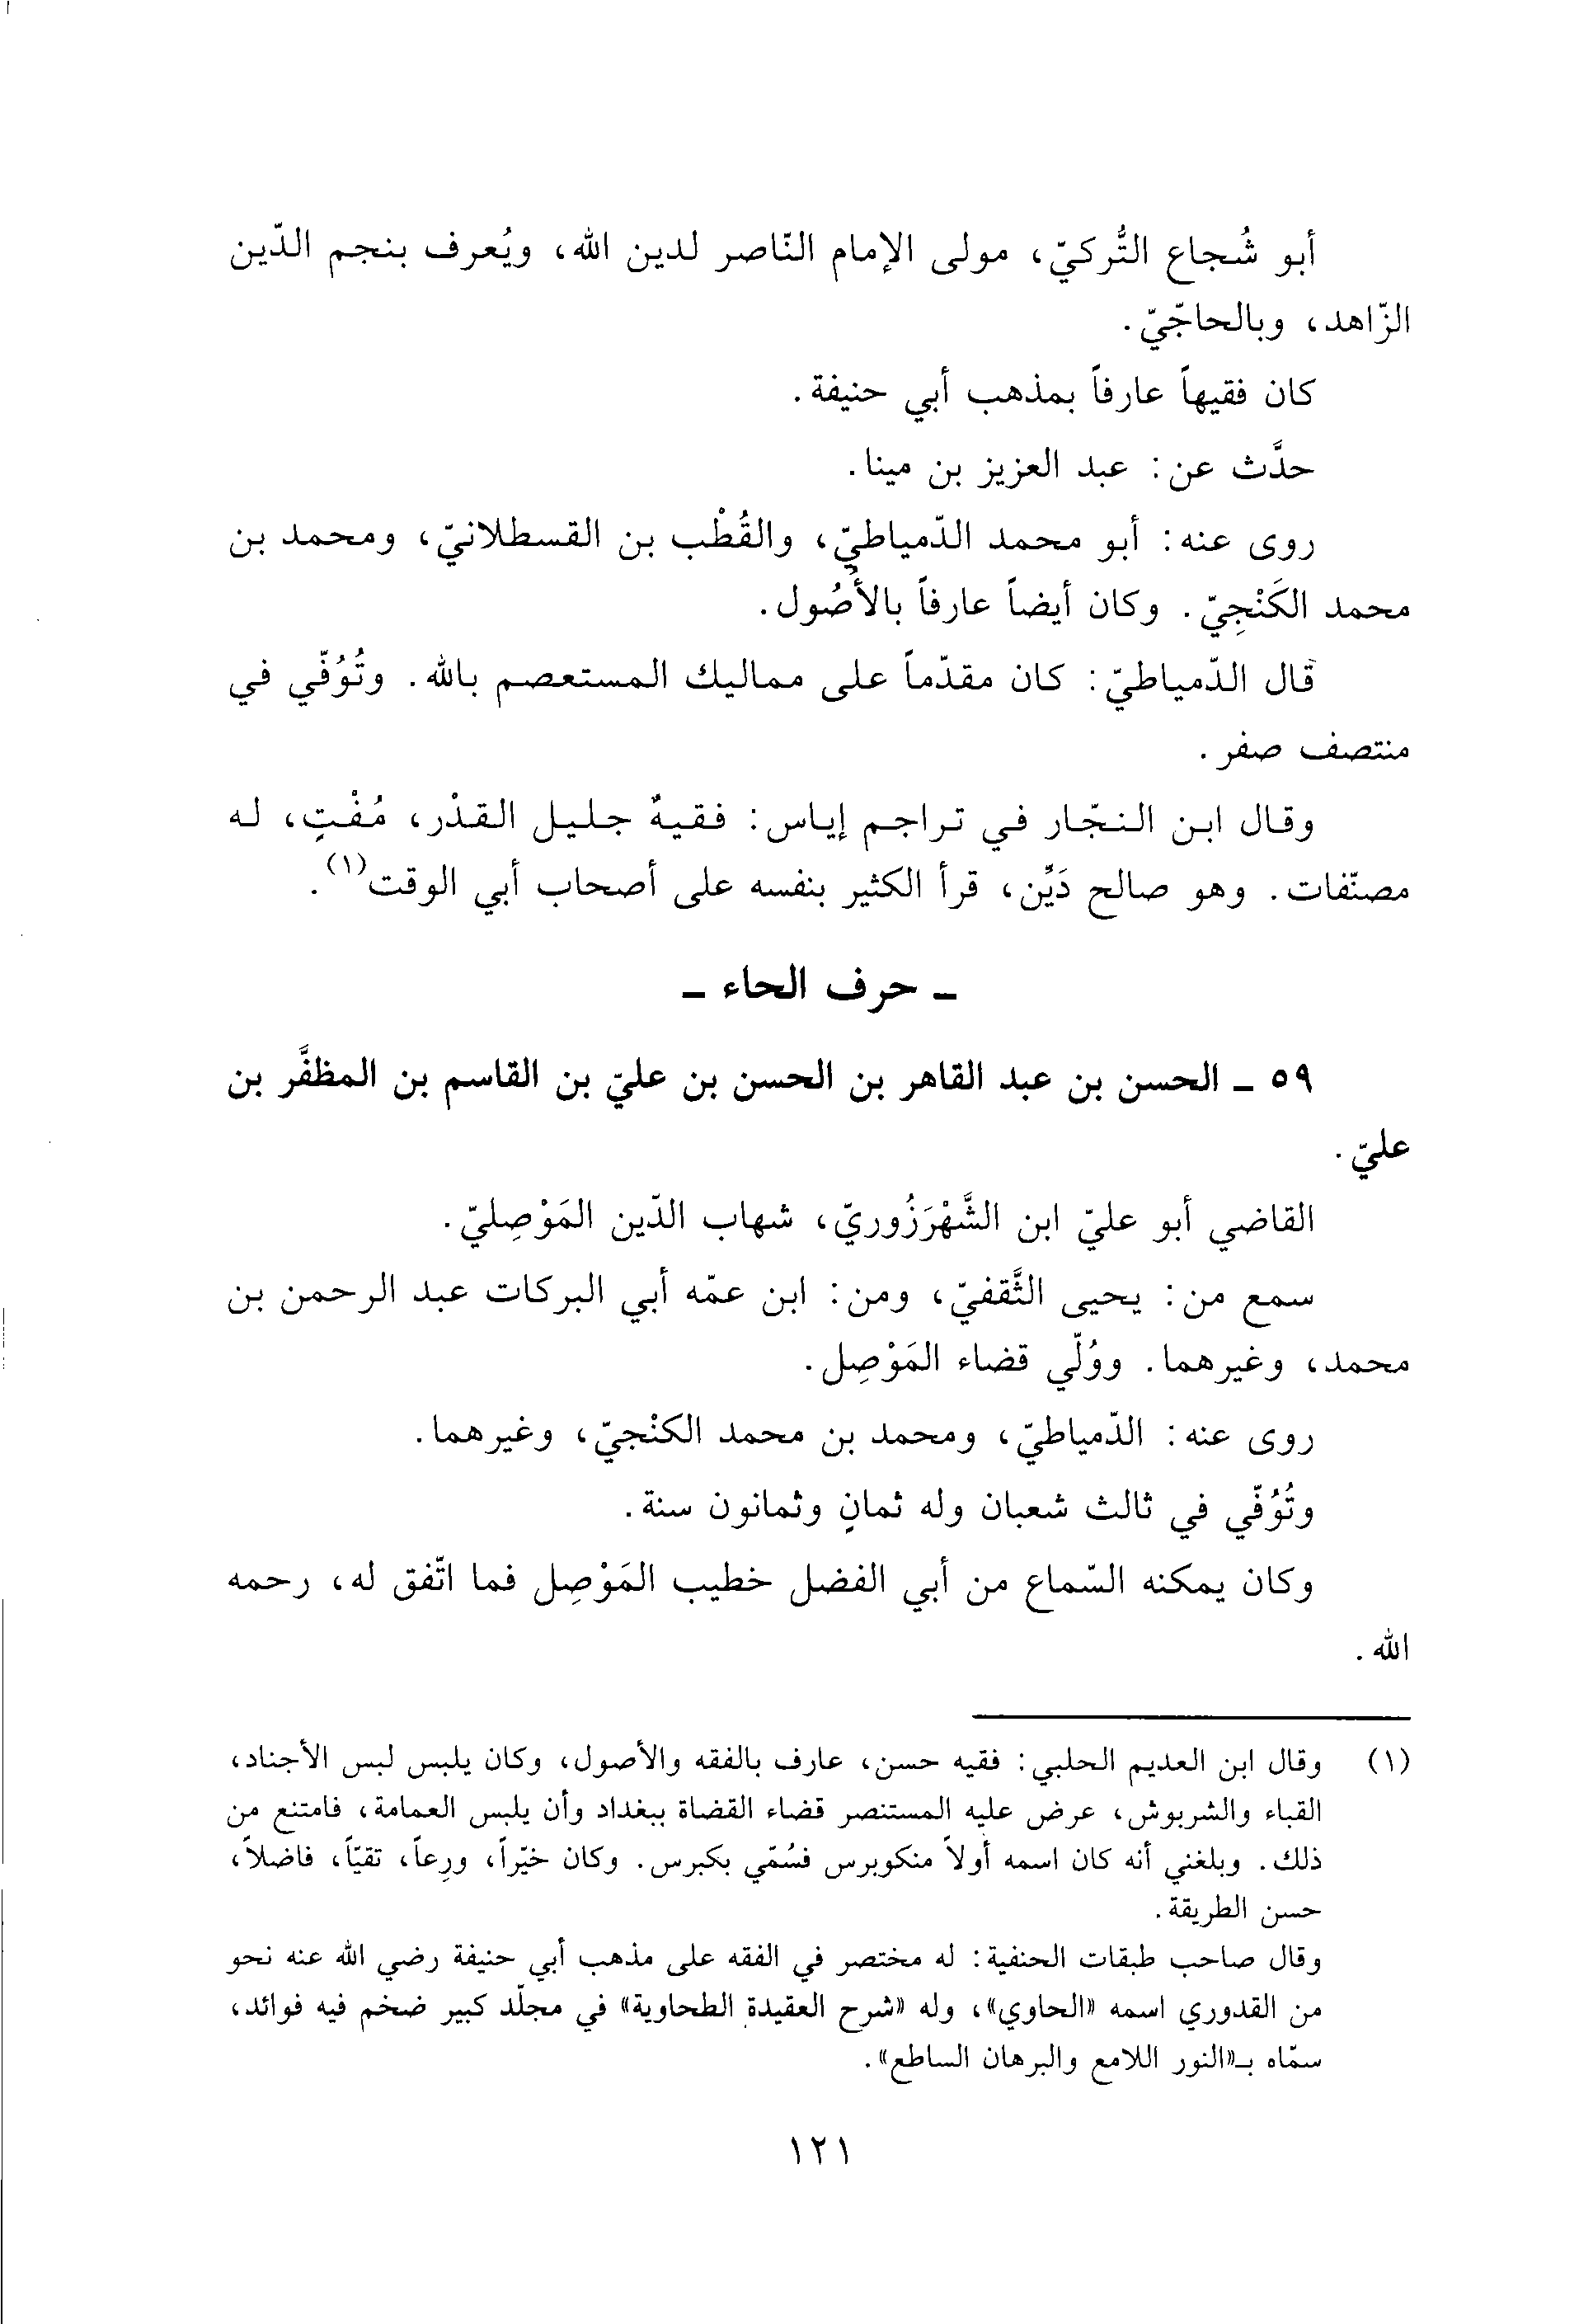 أبو شُجاع التُّركيّ، مولى الإمام النّاصر لدين الله، ويُعرف بنجم الدّين
الزّاهد، وبالحاجّيّ.
كان فقيهاً عارفاً بمذهب أبي حنيفة.
حدَّث عن: عبد العزيز بن مينا.
روى عنه: أبو محمد الدّمياطيّ، والقُطْب بن القسطلانيّ، ومحمد بن
محمد الكَنْجِيّ. وكان أيضاً عارفاً بالأُصُول.
قال الدّمياطيّ: كان مقدّماً على مماليك المستعصم بالله. وتُوُفّي في
منتصف صفر.
وقال ابن النجّار في تراجم إياس: فقيهٌ جليل القدْر، مُفْتٍ، له
مصنّفات. وهو صالح دَيِّن، قرأ الكثير بنفسه على أصحاب أبي الوقت(١).
ـ حرف الحاء ـ
٥٩ ـ الحسن بن عبد القاهر بن الحسن بن عليّ بن القاسم بن المظفَّر بن
عليّ.
القاضي أبو عليّ ابن الشَّهْرَزُوريّ، شهاب الدّين المَوْصِليّ.
سمع من: يحيى الثَّقفيّ، ومن: ابن عمّه أبي البركات عبد الرحمن بن
محمد، وغيرهما. ووُلّي قضاء المَوْصِل.
روى عنه: الدّمياطيّ، ومحمد بن محمد الكنْجيّ، وغيرهما.
وتُوُفّي في ثالث شعبان وله ثمانٍ وثمانون سنة.
وكان يمكنه السّماع من أبي الفضل خطيب المَوْصِل فما اتّفق له، رحمه
الله.
(١) وقال ابن العديم الحلبي: فقيه حسن، عارف بالفقه والأصول، وكان يلبس لبس الأجناد،
القباء والشربوش، عرض عليه المستنصر قضاء القضاة ببغداد وأن يلبس العمامة، فامتنع من
ذلك. وبلغني أنه كان اسمه أولاً منكوبرس فسُمّي بكبرس. وكان خيّراً، ورِعاً، تقيّاً، فاضلاً،
حسن الطريقة.
وقال صاحب طبقات الحنفية: له مختصر في الفقه على مذهب أبي حنيفة رضي الله عنه نحو
من القدوري اسمه «الحاوي»، وله «شرح العقيدة الطحاوية» في مجلّد كبير ضخم فيه فوائد،
سمّاه بـ«النور اللامع والبرهان الساطع».
١٢١